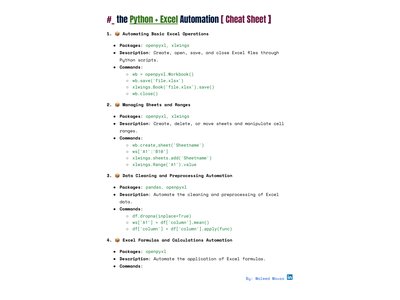 #_ the Python + Excel Automation [ Cheat Sheet ]
1. 📦 Automating Basic Excel Operations
● Packages: openpyxl, xlwings
● Description: Create, open, save, and close Excel files through
Python scripts.
● Commands:
○ wb = openpyxl.Workbook()
○ wb.save('file.xlsx')
○ xlwings.Book('file.xlsx').save()
○ wb.close()
2. 📦 Managing Sheets and Ranges
● Packages: openpyxl, xlwings
● Description: Create, delete, or move sheets and manipulate cell
ranges.
● Commands:
○ wb.create_sheet('Sheetname')
○ ws['A1':'B10']
○ xlwings.sheets.add('Sheetname')
○ xlwings.Range('A1').value
3. 📦 Data Cleaning and Preprocessing Automation
● Packages: pandas, openpyxl
● Description: Automate the cleaning and preprocessing of Excel
data.
● Commands:
○ df.dropna(inplace=True)
○ ws['A1'] = df['column'].mean()
○ df['column'] = df['column'].apply(func)
4. 📦 Excel Formulas and Calculations Automation
● Packages: openpyxl
● Description: Automate the application of Excel formulas.
● Commands:
By: Waleed Mousa in